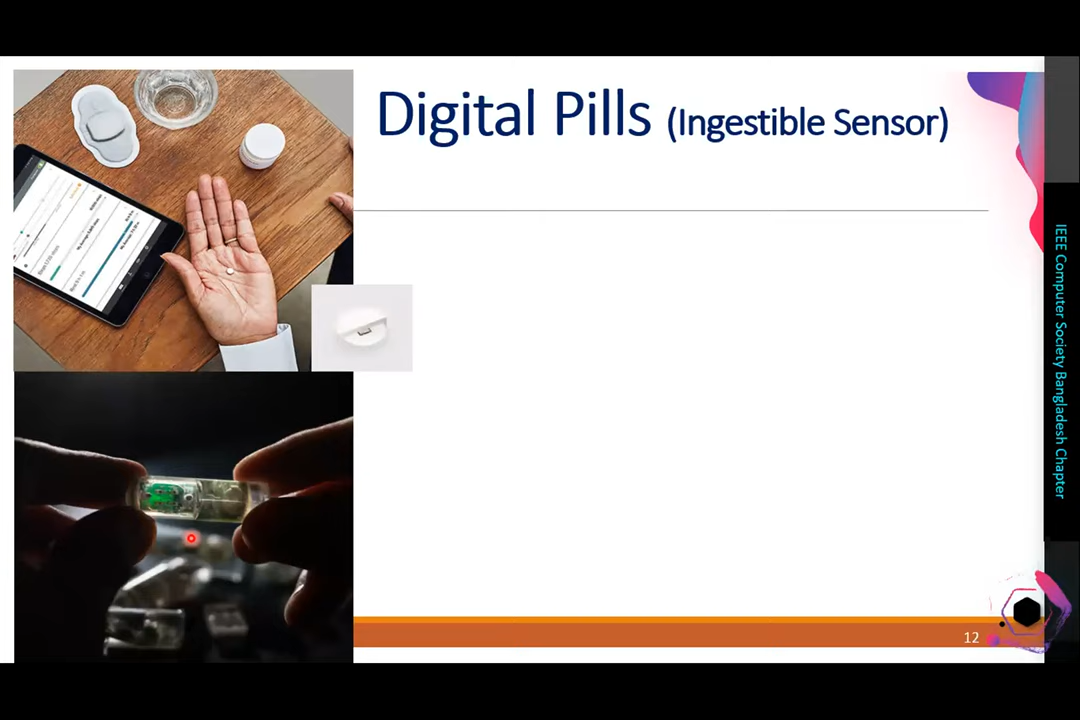 Digital Pills (Ingestible Sensor)
IEEE Computer Society Bangladesh Chapter
12